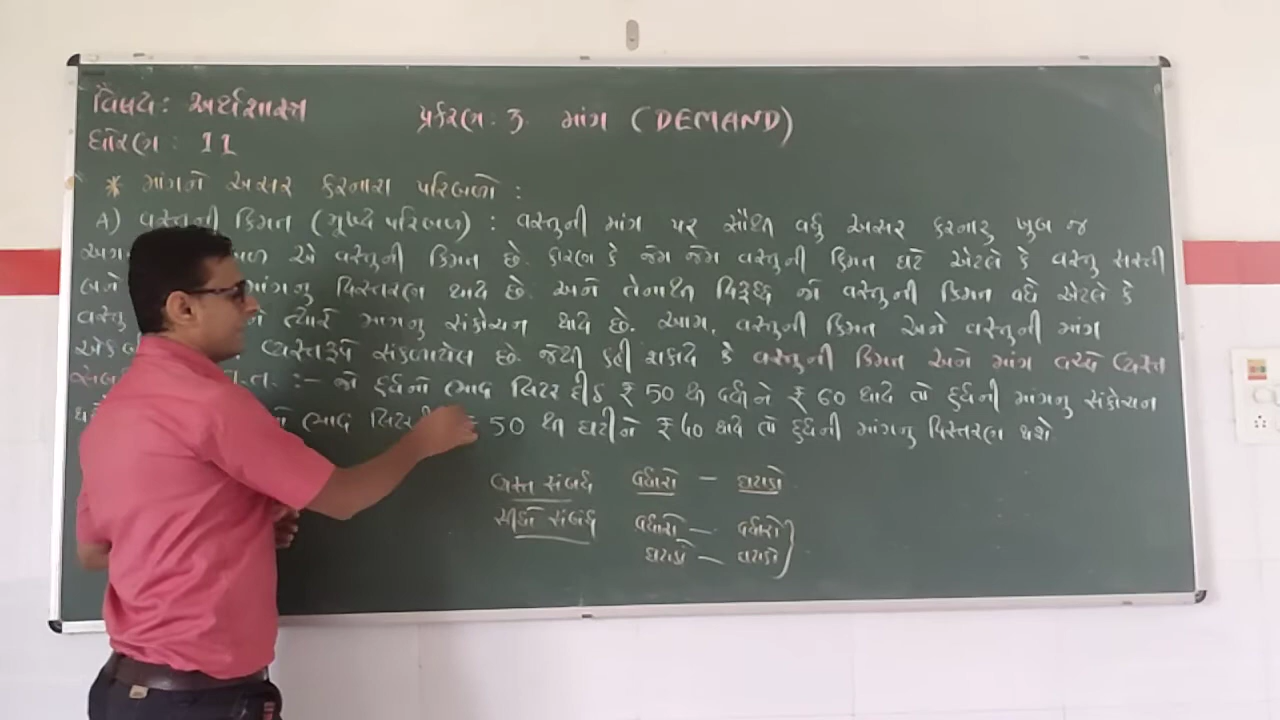 વિષય : અર્થશાસ્ત્ર પ્રકરણ : 3. માંગ (DEMAND)
ધોરણ : 11
* માંગને અસર કરનારા પરિબળો :
A) વસ્તુની કિંમત (મુખ્ય પરિબળ) : વસ્તુની માંગ પર સૌથી વધુ અસર કરનારુ ખુબ જ
અગ ળ એ વસ્તુની કિંમત છે. કારણ કે જેમ જેમ વસ્તુની કિંમત ઘટે એટલે કે વસ્તુ સસ્તી
બને માંગનુ વિસ્તરણ થાય છે. અને તેનાથી વિરૂધ્ધ જો વસ્તુની કિંમત વધે એટલે કે
વસ્તુ ને ત્યારે માંગનુ સંકોચન થાય છે. આમ, વસ્તુની કિંમત અને વસ્તુની માંગ
એકબ વ્યસ્તરૂપે સંકળાયેલ છે. જેથી કહી શકાય કે વસ્તુની કિંમત અને માંગ વચ્ચે વ્યસ્ત
સંબ ત.ત. :- જો દુધનો ભાવ લિટર દીઠ ₹ 50 થી વધીને ₹ 60 થાય તો દુધની માંગનુ સંકોચન
થશે ભાવ લિટર દી 50 થી ઘટીને ₹ 40 થાય તો દુધની માંગનુ વિસ્તરણ થશે.
વ્યસ્ત સંબંધ વધારો – ઘટાડો
સીધો સંબંધ વધારો – વધારો
ઘટાડો – ઘટાડો